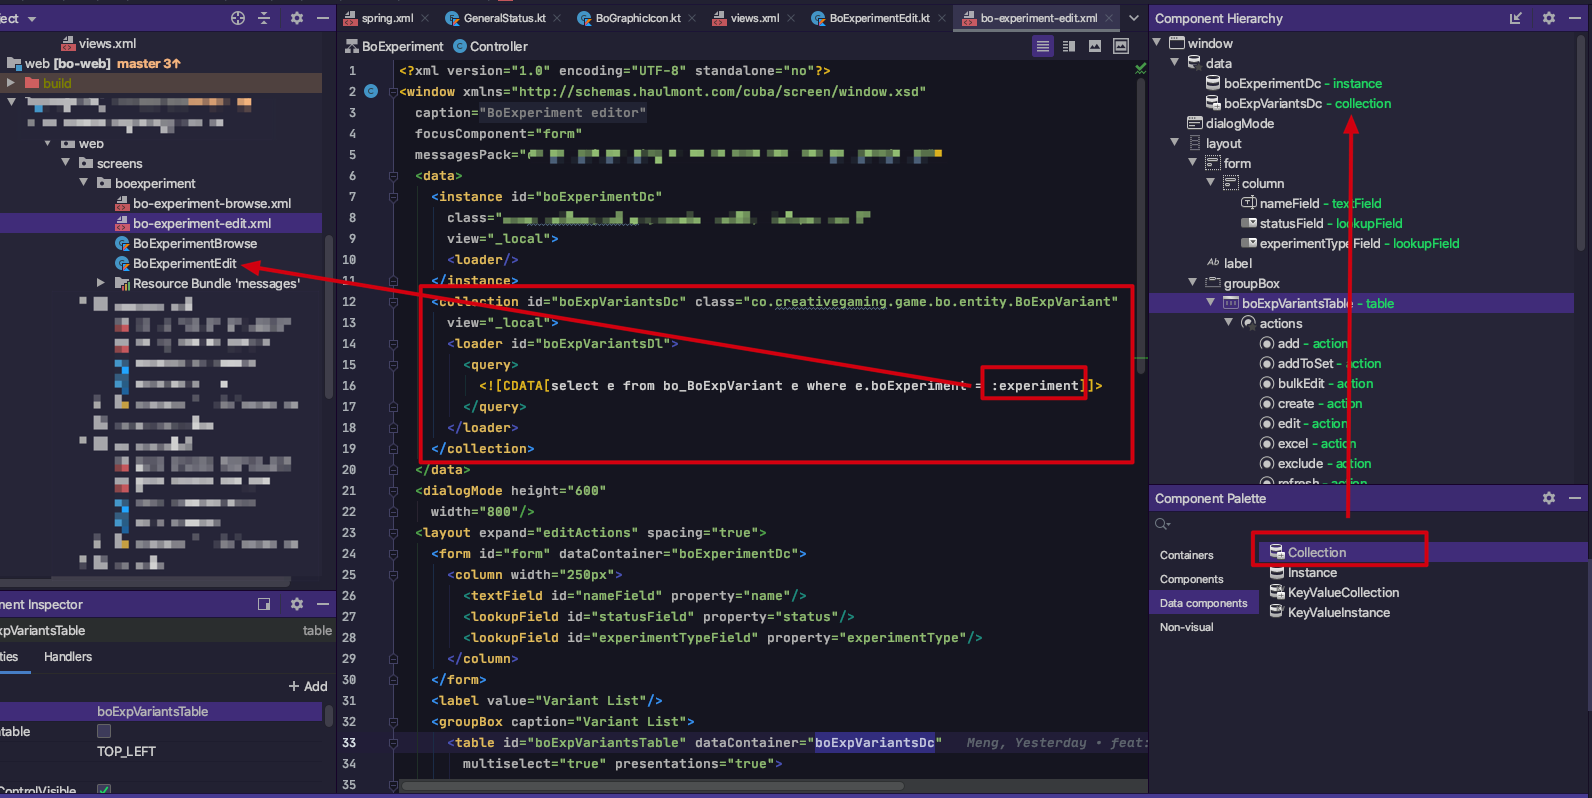 ect
spring.xml
GeneralStatus.kt
BoGraphicIcon.kt
views.xml
BoExperimentEdit.kt
bo-experiment-edit.xml
views.xml
web [bo-web] master 3↑
build
web
screens
boexperiment
bo-experiment-browse.xml
bo-experiment-edit.xml
BoExperimentBrowse
BoExperimentEdit
Resource Bundle 'messages'
ment Inspector
xpVariantsTable table
ties Handlers
+ Add
boExpVariantsTable
table
TOP_LEFT
ControlVisible
BoExperiment Controller
1 <?xml version="1.0" encoding="UTF-8" standalone="no"?>
2 <window xmlns="http://schemas.haulmont.com/cuba/screen/window.xsd"
3 caption="BoExperiment editor"
4 focusComponent="form"
5 messagesPack="
6 <data>
7 <instance id="boExperimentDc"
8 class="
9 view="_local">
10 <loader/>
11 </instance>
12 <collection id="boExpVariantsDc" class="co.creativegaming.game.bo.entity.BoExpVariant"
13 view="_local">
14 <loader id="boExpVariantsDl">
15 <query>
16 <![CDATA[select e from bo_BoExpVariant e where e.boExperiment = :experiment]]>
17 </query>
18 </loader>
19 </collection>
20 </data>
21 <dialogMode height="600"
22 width="800"/>
23 <layout expand="editActions" spacing="true">
24 <form id="form" dataContainer="boExperimentDc">
25 <column width="250px">
26 <textField id="nameField" property="name"/>
27 <lookupField id="statusField" property="status"/>
28 <lookupField id="experimentTypeField" property="experimentType"/>
29 </column>
30 </form>
31 <label value="Variant List"/>
32 <groupBox caption="Variant List">
33 <table id="boExpVariantsTable" dataContainer="boExpVariantsDc" Meng, Yesterday • feat:
34 multiselect="true" presentations="true">
35
Component Hierarchy
window
data
boExperimentDc - instance
boExpVariantsDc - collection
dialogMode
layout
form
column
nameField - textField
statusField - lookupField
experimentTypeField - lookupField
Ab label
groupBox
boExpVariantsTable - table
actions
add - action
addToSet - action
bulkEdit - action
create - action
edit - action
excel - action
exclude - action
refresh - action
Component Palette
Containers
Components
Data components
Non-visual
Collection
Instance
KeyValueCollection
KeyValueInstance